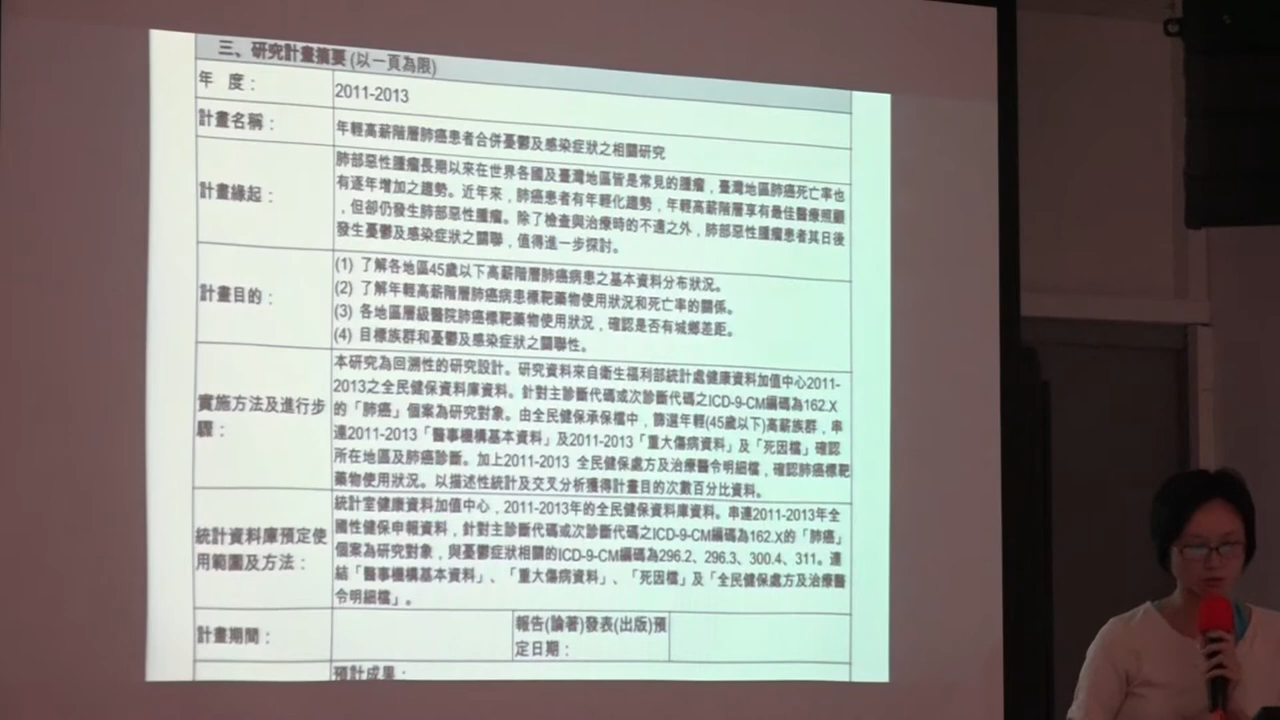 三、研究計畫摘要 (以一頁為限)
年 度：
2011-2013
計畫名稱：
年輕高薪階層肺癌患者合併憂鬱及感染症狀之相關研究
計畫緣起：
肺部惡性腫瘤長期以來在世界各國及臺灣地區皆是常見的腫瘤，臺灣地區肺癌死亡率也
有逐年增加之趨勢。近年來，肺癌患者有年輕化趨勢，年輕高薪階層享有最佳醫療照顧
，但卻仍發生肺部惡性腫瘤。除了檢查與治療時的不適之外，肺部惡性腫瘤患者其日後
發生憂鬱及感染症狀之關聯，值得進一步探討。
計畫目的：
(1) 了解各地區45歲以下高薪階層肺癌病患之基本資料分布狀況。
(2) 了解年輕高薪階層肺癌病患標靶藥物使用狀況和死亡率的關係。
(3) 各地區層級醫院肺癌標靶藥物使用狀況，確認是否有城鄉差距。
(4) 目標族群和憂鬱及感染症狀之關聯性。
實施方法及進行步
驟：
本研究為回溯性的研究設計。研究資料來自衛生福利部統計處健康資料加值中心2011-
2013之全民健保資料庫資料。針對主診斷代碼或次診斷代碼之ICD-9-CM編碼為162.X
的「肺癌」個案為研究對象。由全民健保承保檔中，篩選年輕(45歲以下)高薪族群，串
連2011-2013「醫事機構基本資料」及2011-2013「重大傷病資料」及「死因檔」確認
所在地區及肺癌診斷。加上2011-2013 全民健保處方及治療醫令明細檔，確認肺癌標靶
藥物使用狀況。以描述性統計及交叉分析獲得計畫目的次數百分比資料。
統計資料庫預定使
用範圍及方法：
統計室健康資料加值中心，2011-2013年的全民健保資料庫資料。串連2011-2013年全
國性健保申報資料，針對主診斷代碼或次診斷代碼之ICD-9-CM編碼為162.X的「肺癌」
個案為研究對象，與憂鬱症狀相關的ICD-9-CM編碼為296.2、296.3、300.4、311。連
結「醫事機構基本資料」、「重大傷病資料」、「死因檔」及「全民健保處方及治療醫
令明細檔」。
計畫期間：
報告(論著)發表(出版)預
定日期：
預計成果：